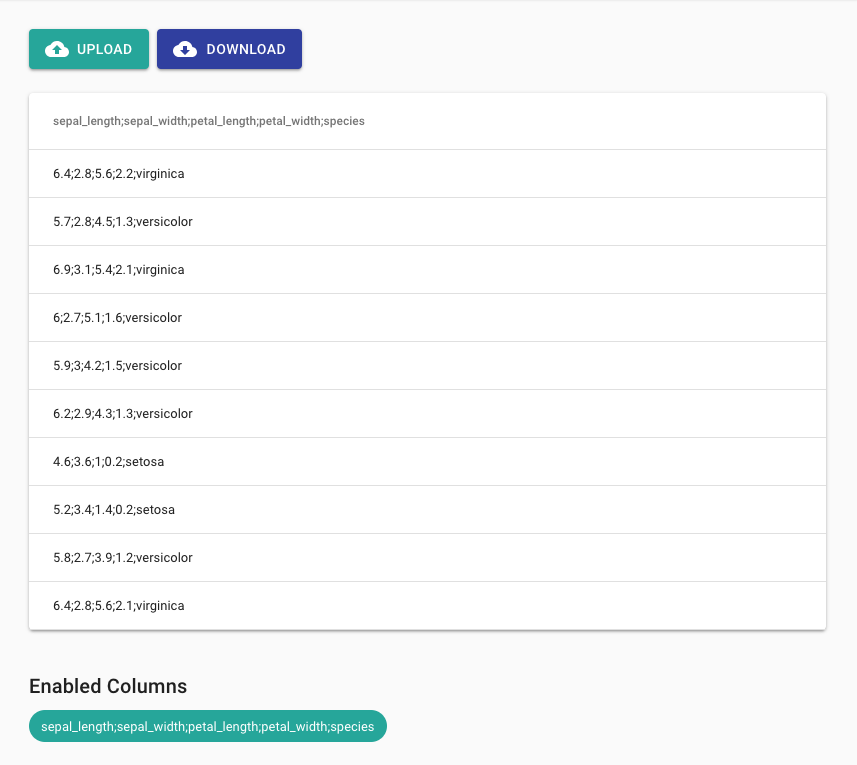 UPLOAD DOWNLOAD
sepal_length;sepal_width;petal_length;petal_width;species
6.4;2.8;5.6;2.2;virginica
5.7;2.8;4.5;1.3;versicolor
6.9;3.1;5.4;2.1;virginica
6;2.7;5.1;1.6;versicolor
5.9;3;4.2;1.5;versicolor
6.2;2.9;4.3;1.3;versicolor
4.6;3.6;1;0.2;setosa
5.2;3.4;1.4;0.2;setosa
5.8;2.7;3.9;1.2;versicolor
6.4;2.8;5.6;2.1;virginica
Enabled Columns
sepal_length;sepal_width;petal_length;petal_width;species